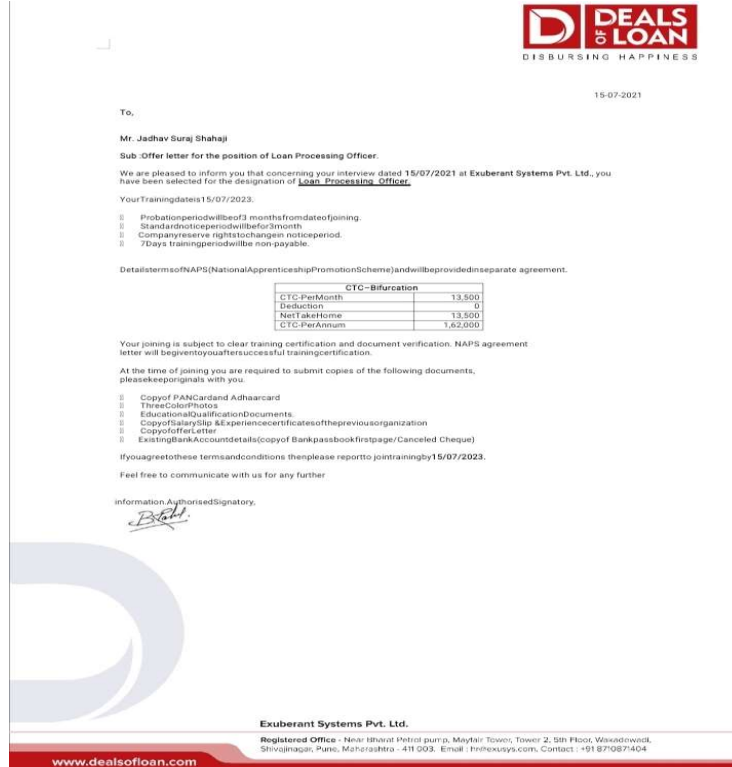 DEALS
OF LOAN
DISBURSING HAPPINESS
15-07-2021
To,
Mr. Jadhav Suraj Shahaji
Sub :Offer letter for the position of Loan Processing Officer.
We are pleased to inform you that concerning your interview dated 15/07/2021 at Exuberant Systems Pvt. Ltd., you
have been selected for the designation of Loan Processing Officer.
YourTrainingdateis15/07/2023.
Probationperiodwillbeof3 monthsfromdateofjoining.
Standardnoticeperiodwillbefor3month
Companyreserve rightstochangein noticeperiod.
7Days trainingperiodwillbe non-payable.
DetailstermsofNAPS(NationalApprenticeshipPromotionScheme)andwillbeprovidedinseparate agreement.
CTC–Bifurcation
CTC-PerMonth 13,500
Deduction 0
NetTakeHome 13,500
CTC-PerAnnum 1,62,000
Your joining is subject to clear training certification and document verification. NAPS agreement
letter will begiventoyouaftersuccessful trainingcertification.
At the time of joining you are required to submit copies of the following documents,
pleasekeeporiginals with you.
Copyof PANCardand Adhaarcard
ThreeColorPhotos
EducationalQualificationDocuments.
CopyofSalarySlip &Experiencecertificatesofthepreviousorganization
CopyofofferLetter
ExistingBankAccountdetails(copyof Bankpassbookfirstpage/Canceled Cheque)
Ifyouagreetothese termsandconditions thenplease reportto jointrainingby15/07/2023.
Feel free to communicate with us for any further
information.AuthorisedSignatory,
Exuberant Systems Pvt. Ltd.
Registered Office - Near Bharat Petrol pump, Mayfair Tower, Tower 2, 5th Floor, Wakadewadi,
Shivajinagar, Pune, Maharashtra - 411 003. Email : hr@exusys.com, Contact : +91 8710871404
www.dealsofloan.com